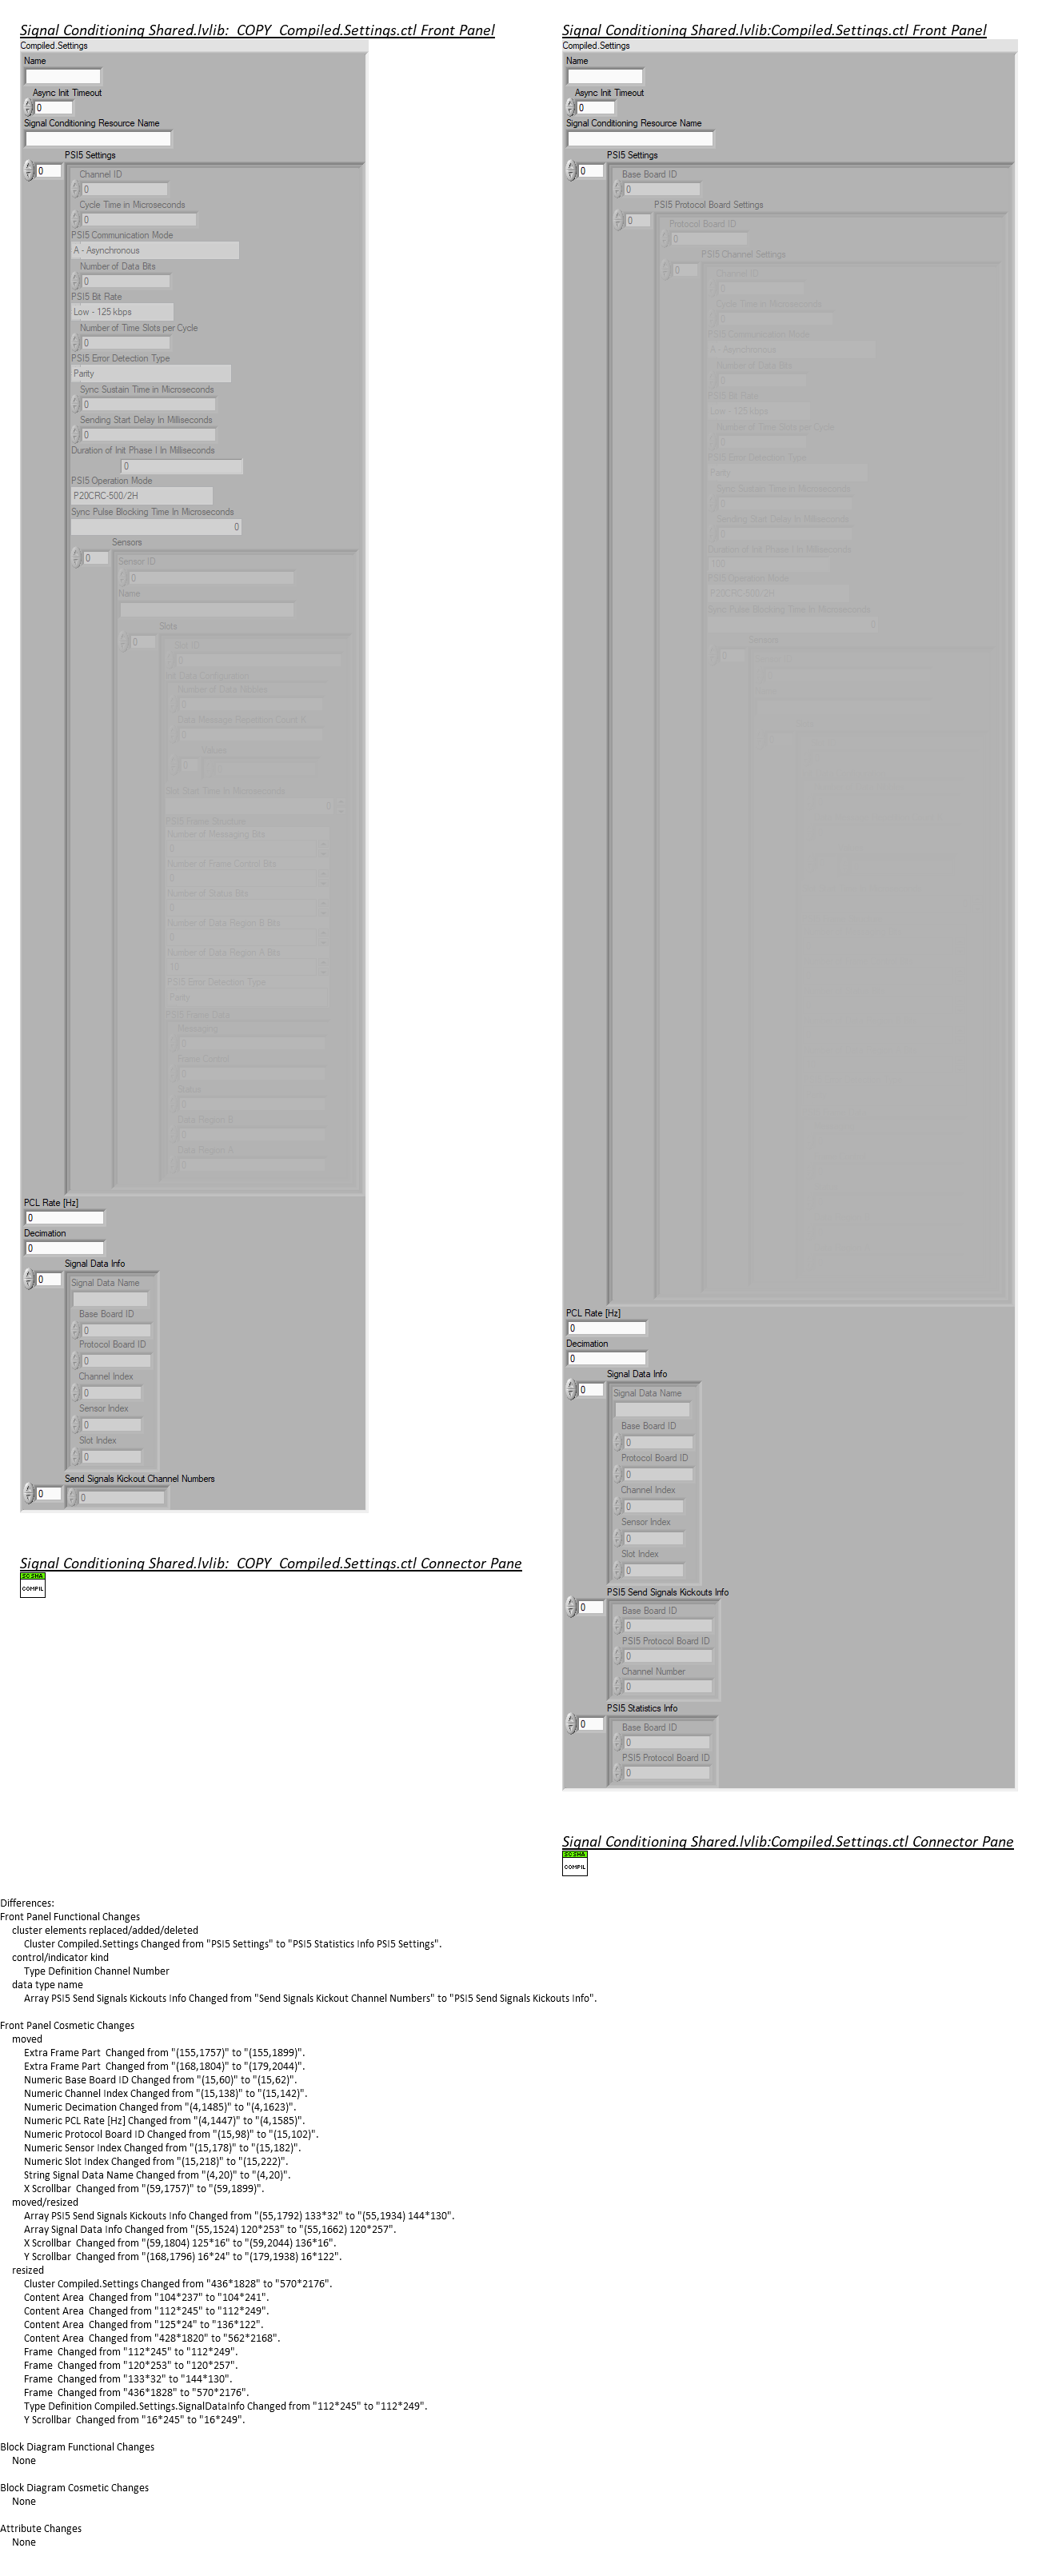 Signal Conditioning Shared.lvlib:_COPY_Compiled.Settings.ctl Front Panel
Compiled.Settings
Name
Async Init Timeout
0
Signal Conditioning Resource Name
PSI5 Settings
0
Channel ID
0
Cycle Time in Microseconds
0
PSI5 Communication Mode
A - Asynchronous
Number of Data Bits
0
PSI5 Bit Rate
Low - 125 kbps
Number of Time Slots per Cycle
0
PSI5 Error Detection Type
Parity
Sync Sustain Time in Microseconds
0
Sending Start Delay In Milliseconds
0
Duration of Init Phase I In Milliseconds
0
PSI5 Operation Mode
P20CRC-500/2H
Sync Pulse Blocking Time In Microseconds
0
Sensors
0
Sensor ID
0
Name
Slots
0
Slot ID
0
Init Data Configuration
Number of Data Nibbles
Data Message Repetition Count K
Values
Slot Start Time In Microseconds
0
PSI5 Frame Structure
Number of Messaging Bits
0
Number of Frame Control Bits
0
Number of Status Bits
0
Number of Data Region B Bits
0
Number of Data Region A Bits
10
PSI5 Error Detection Type
Parity
PSI5 Frame Data
Messaging
0
Frame Control
0
Status
0
Data Region B
0
Data Region A
0
PCL Rate [Hz]
0
Decimation
0
Signal Data Info
0
Signal Data Name
Base Board ID
0
Protocol Board ID
0
Channel Index
0
Sensor Index
0
Slot Index
0
Send Signals Kickout Channel Numbers
0
0
Signal Conditioning Shared.lvlib:_COPY_Compiled.Settings.ctl Connector Pane
SC SHA
COMPIL
Signal Conditioning Shared.lvlib:Compiled.Settings.ctl Front Panel
Compiled.Settings
Name
Async Init Timeout
0
Signal Conditioning Resource Name
PSI5 Settings
0
Base Board ID
0
PSI5 Protocol Board Settings
0
Protocol Board ID
0
PSI5 Channel Settings
0
Channel ID
0
Cycle Time in Microseconds
0
PSI5 Communication Mode
A - Asynchronous
Number of Data Bits
0
PSI5 Bit Rate
Low - 125 kbps
Number of Time Slots per Cycle
0
PSI5 Error Detection Type
Parity
Sync Sustain Time in Microseconds
0
Sending Start Delay In Milliseconds
0
Duration of Init Phase I In Milliseconds
100
PSI5 Operation Mode
P20CRC-500/2H
Sync Pulse Blocking Time In Microseconds
0
Sensors
0
PCL Rate [Hz]
0
Decimation
0
Signal Data Info
0
Signal Data Name
Base Board ID
0
Protocol Board ID
0
Channel Index
0
Sensor Index
0
Slot Index
0
PSI5 Send Signals Kickouts Info
0
Base Board ID
0
PSI5 Protocol Board ID
0
Channel Number
0
PSI5 Statistics Info
0
Base Board ID
0
PSI5 Protocol Board ID
0
Signal Conditioning Shared.lvlib:Compiled.Settings.ctl Connector Pane
SC SHA
COMPIL
Differences:
Front Panel Functional Changes
cluster elements replaced/added/deleted
Cluster Compiled.Settings Changed from "PSI5 Settings" to "PSI5 Statistics Info PSI5 Settings".
control/indicator kind
Type Definition Channel Number
data type name
Array PSI5 Send Signals Kickouts Info Changed from "Send Signals Kickout Channel Numbers" to "PSI5 Send Signals Kickouts Info".
Front Panel Cosmetic Changes
moved
Extra Frame Part  Changed from "(155,1757)" to "(155,1899)".
Extra Frame Part  Changed from "(168,1804)" to "(179,2044)".
Numeric Base Board ID Changed from "(15,60)" to "(15,62)".
Numeric Channel Index Changed from "(15,138)" to "(15,142)".
Numeric Decimation Changed from "(4,1485)" to "(4,1623)".
Numeric PCL Rate [Hz] Changed from "(4,1447)" to "(4,1585)".
Numeric Protocol Board ID Changed from "(15,98)" to "(15,102)".
Numeric Sensor Index Changed from "(15,178)" to "(15,182)".
Numeric Slot Index Changed from "(15,218)" to "(15,222)".
String Signal Data Name Changed from "(4,20)" to "(4,20)".
X Scrollbar  Changed from "(59,1757)" to "(59,1899)".
moved/resized
Array PSI5 Send Signals Kickouts Info Changed from "(55,1792) 133*32" to "(55,1934) 144*130".
Array Signal Data Info Changed from "(55,1524) 120*253" to "(55,1662) 120*257".
X Scrollbar  Changed from "(59,1804) 125*16" to "(59,2044) 136*16".
Y Scrollbar  Changed from "(168,1796) 16*24" to "(179,1938) 16*122".
resized
Cluster Compiled.Settings Changed from "436*1828" to "570*2176".
Content Area  Changed from "104*237" to "104*241".
Content Area  Changed from "112*245" to "112*249".
Content Area  Changed from "125*24" to "136*122".
Content Area  Changed from "428*1820" to "562*2168".
Frame  Changed from "112*245" to "112*249".
Frame  Changed from "120*253" to "120*257".
Frame  Changed from "133*32" to "144*130".
Frame  Changed from "436*1828" to "570*2176".
Type Definition Compiled.Settings.SignalDataInfo Changed from "112*245" to "112*249".
Y Scrollbar  Changed from "16*245" to "16*249".
Block Diagram Functional Changes
None
Block Diagram Cosmetic Changes
None
Attribute Changes
None